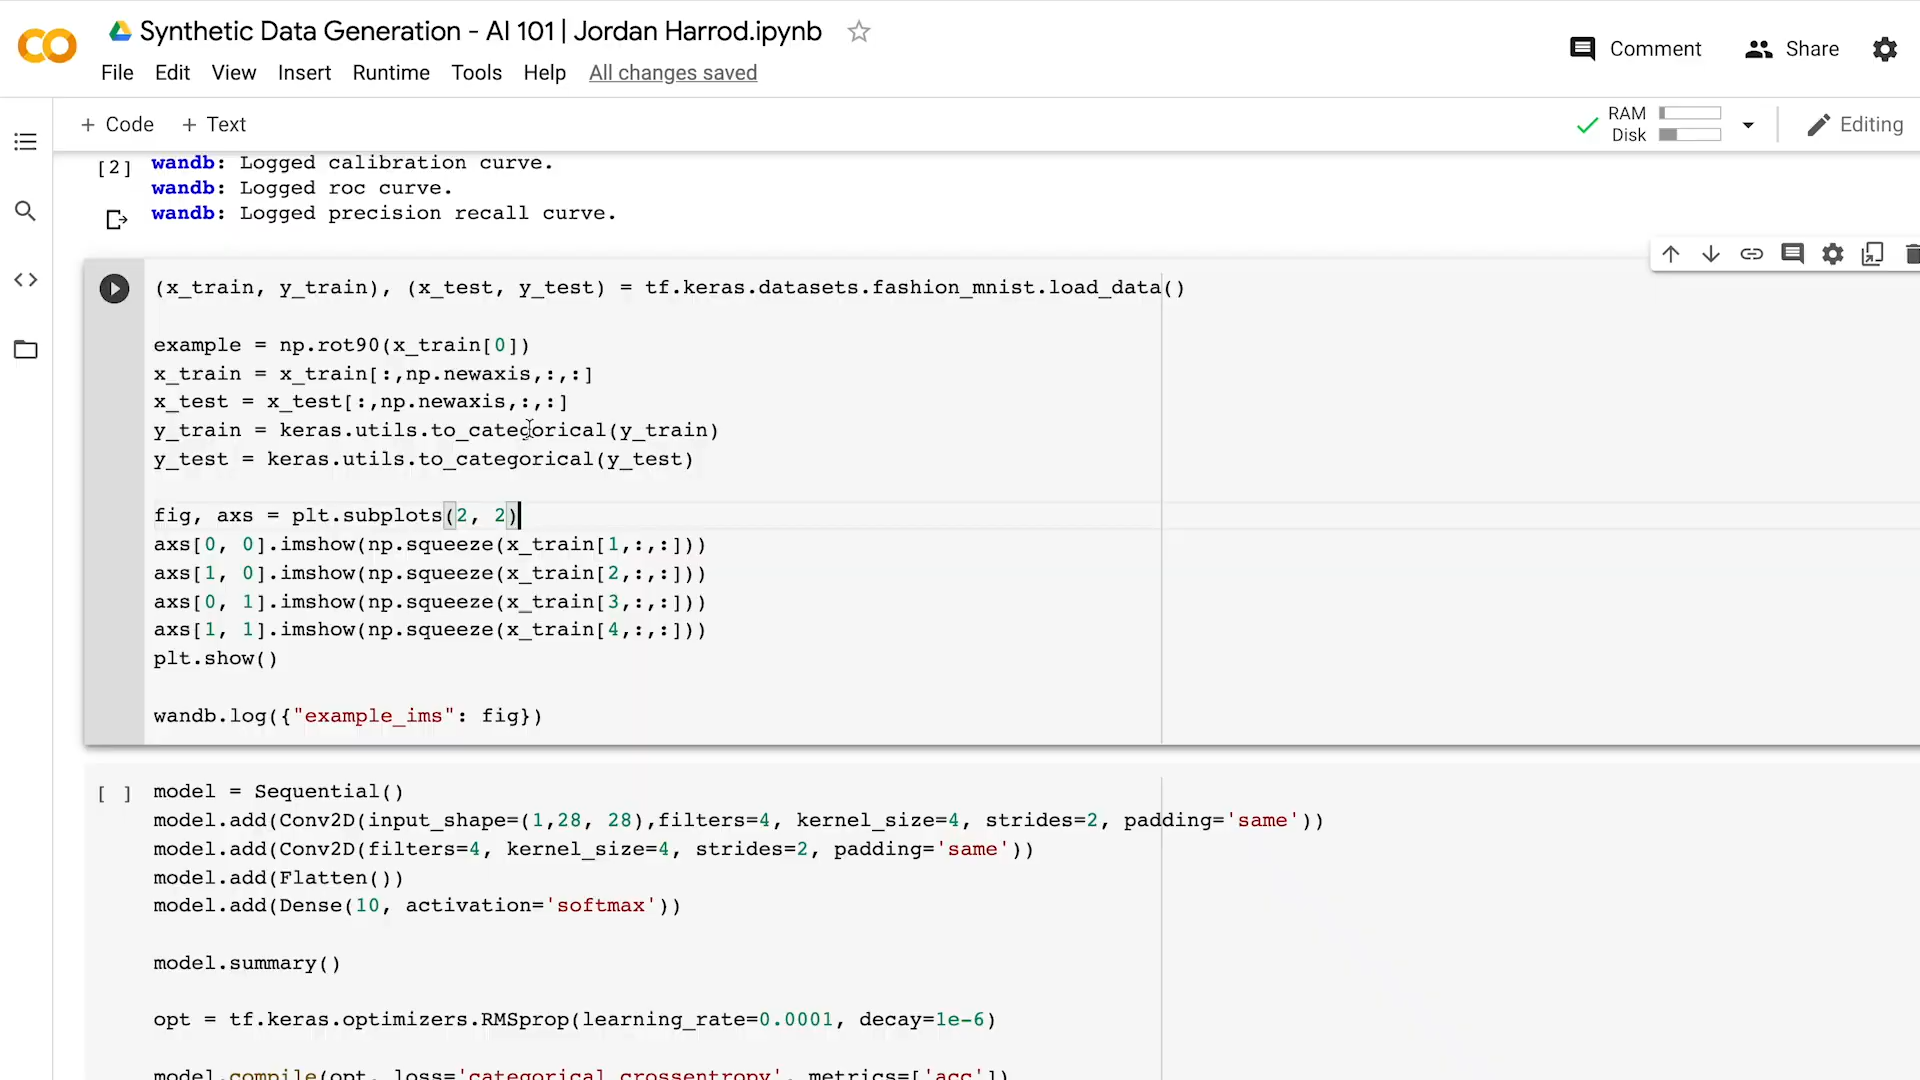 Synthetic Data Generation - AI 101 | Jordan Harrod.ipynb
File Edit View Insert Runtime Tools Help All changes saved
Comment Share
+ Code + Text
RAM
Disk
Editing
[2]
wandb: Logged calibration curve.
wandb: Logged roc curve.
wandb: Logged precision recall curve.
(x_train, y_train), (x_test, y_test) = tf.keras.datasets.fashion_mnist.load_data()
example = np.rot90(x_train[0])
x_train = x_train[:,np.newaxis,:,:]
x_test = x_test[:,np.newaxis,:,:]
y_train = keras.utils.to_categorical(y_train)
y_test = keras.utils.to_categorical(y_test)
fig, axs = plt.subplots(2, 2)
axs[0, 0].imshow(np.squeeze(x_train[1,:,:]))
axs[1, 0].imshow(np.squeeze(x_train[2,:,:]))
axs[0, 1].imshow(np.squeeze(x_train[3,:,:]))
axs[1, 1].imshow(np.squeeze(x_train[4,:,:]))
plt.show()
wandb.log({"example_ims": fig})
[ ] model = Sequential()
model.add(Conv2D(input_shape=(1,28, 28),filters=4, kernel_size=4, strides=2, padding='same'))
model.add(Conv2D(filters=4, kernel_size=4, strides=2, padding='same'))
model.add(Flatten())
model.add(Dense(10, activation='softmax'))
model.summary()
opt = tf.keras.optimizers.RMSprop(learning_rate=0.0001, decay=1e-6)
model.compile(opt, loss='categorical_crossentropy', metrics=['acc'])